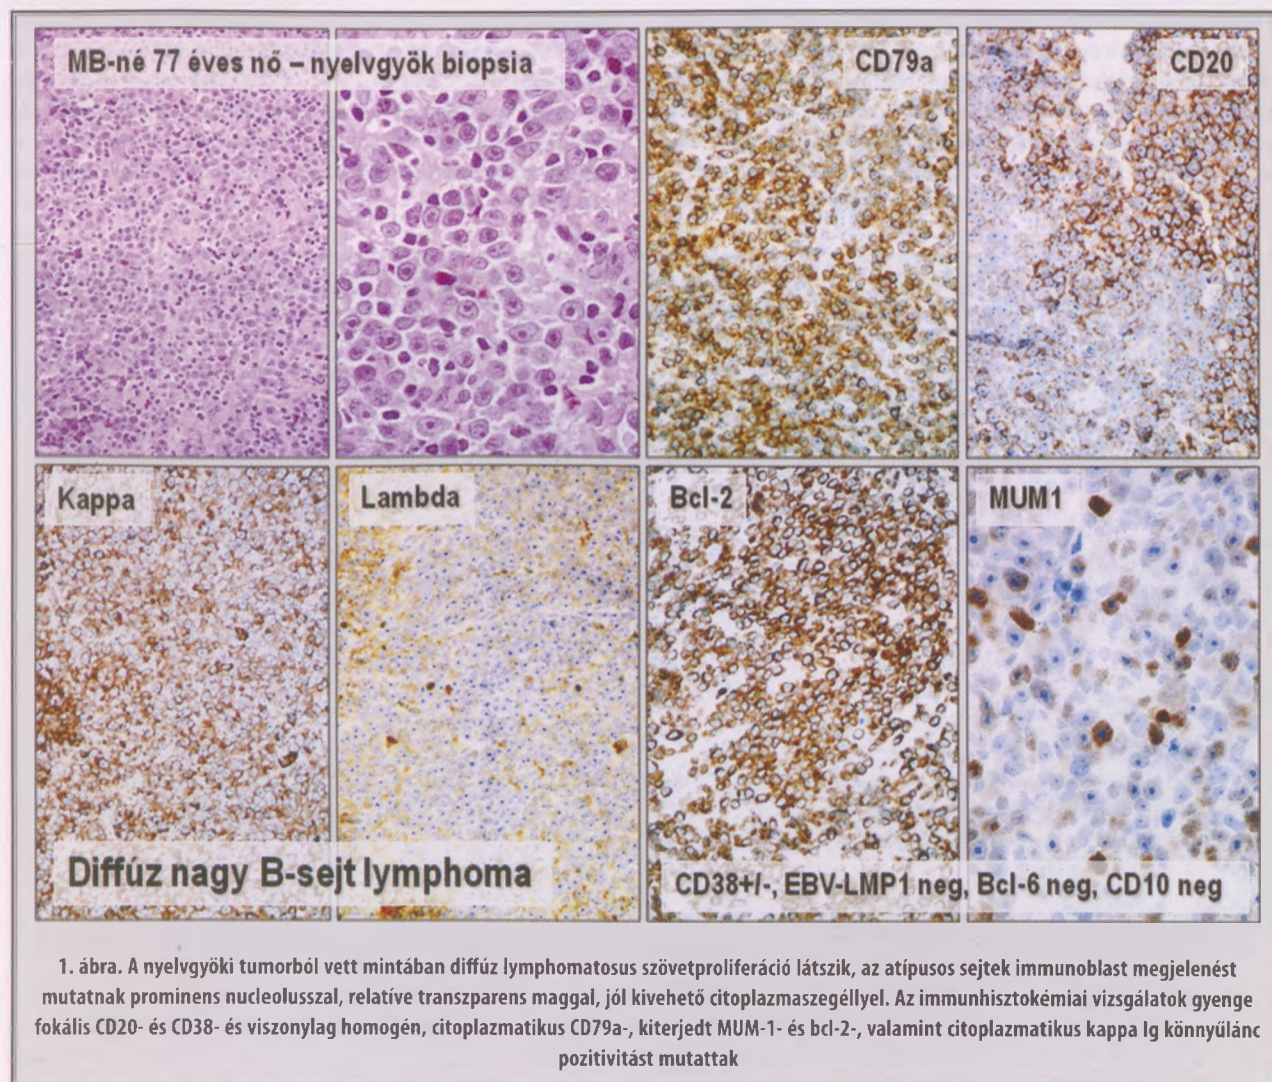 MB-né 77 éves nő – nyelvgyök biopsia
CD79a
CD20
Kappa
Lambda
Bcl-2
MUM1
Diffúz nagy B-sejt lymphoma
CD38+/-, EBV-LMP1 neg, Bcl-6 neg, CD10 neg
1. ábra. A nyelvgyöki tumorból vett mintában diffúz lymphomatosus szövetproliferáció látszik, az atípusos sejtek immunoblast megjelenést
mutatnak prominens nucleolusszal, relatíve transzparens maggal, jól kivehető citoplazmaszegéllyel. Az immunhisztokémiai vizsgálatok gyenge
fokális CD20- és CD38- és viszonylag homogén, citoplazmatikus CD79a-, kiterjedt MUM-1- és bcl-2-, valamint citoplazmatikus kappa Ig könnyűlánc
pozitivitást mutattak